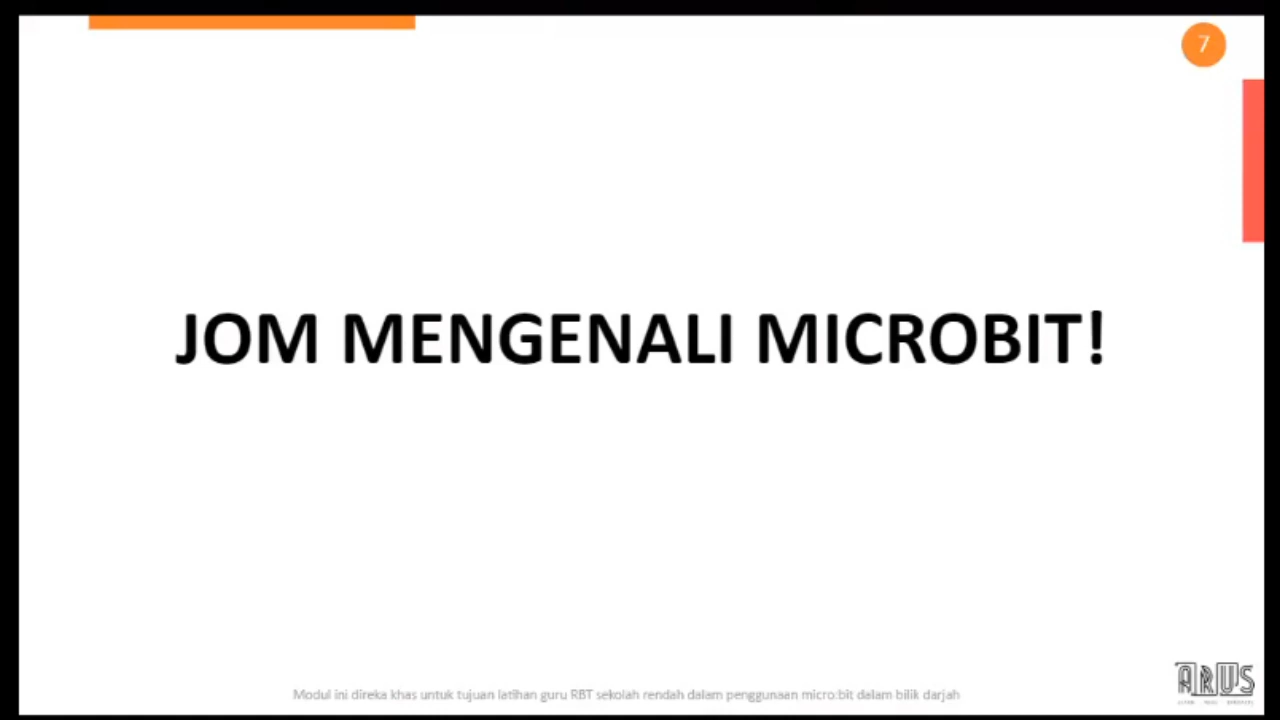 7
JOM MENGENALI MICROBIT!
Modul ini direka khas untuk tujuan latihan guru RBT sekolah rendah dalam penggunaan micro:bit dalam bilik darjah
ARUS